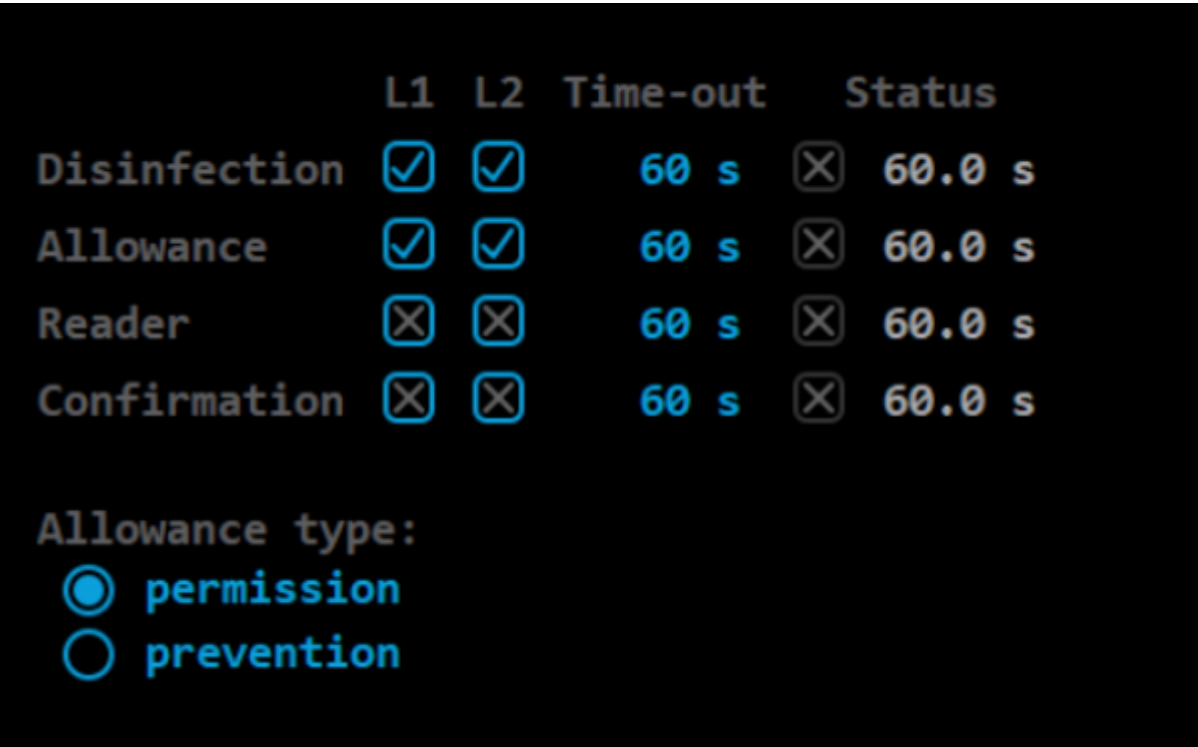 L1 L2 Time-out Status
Disinfection 60 s 60.0 s
Allowance 60 s 60.0 s
Reader 60 s 60.0 s
Confirmation 60 s 60.0 s
Allowance type:
permission
prevention